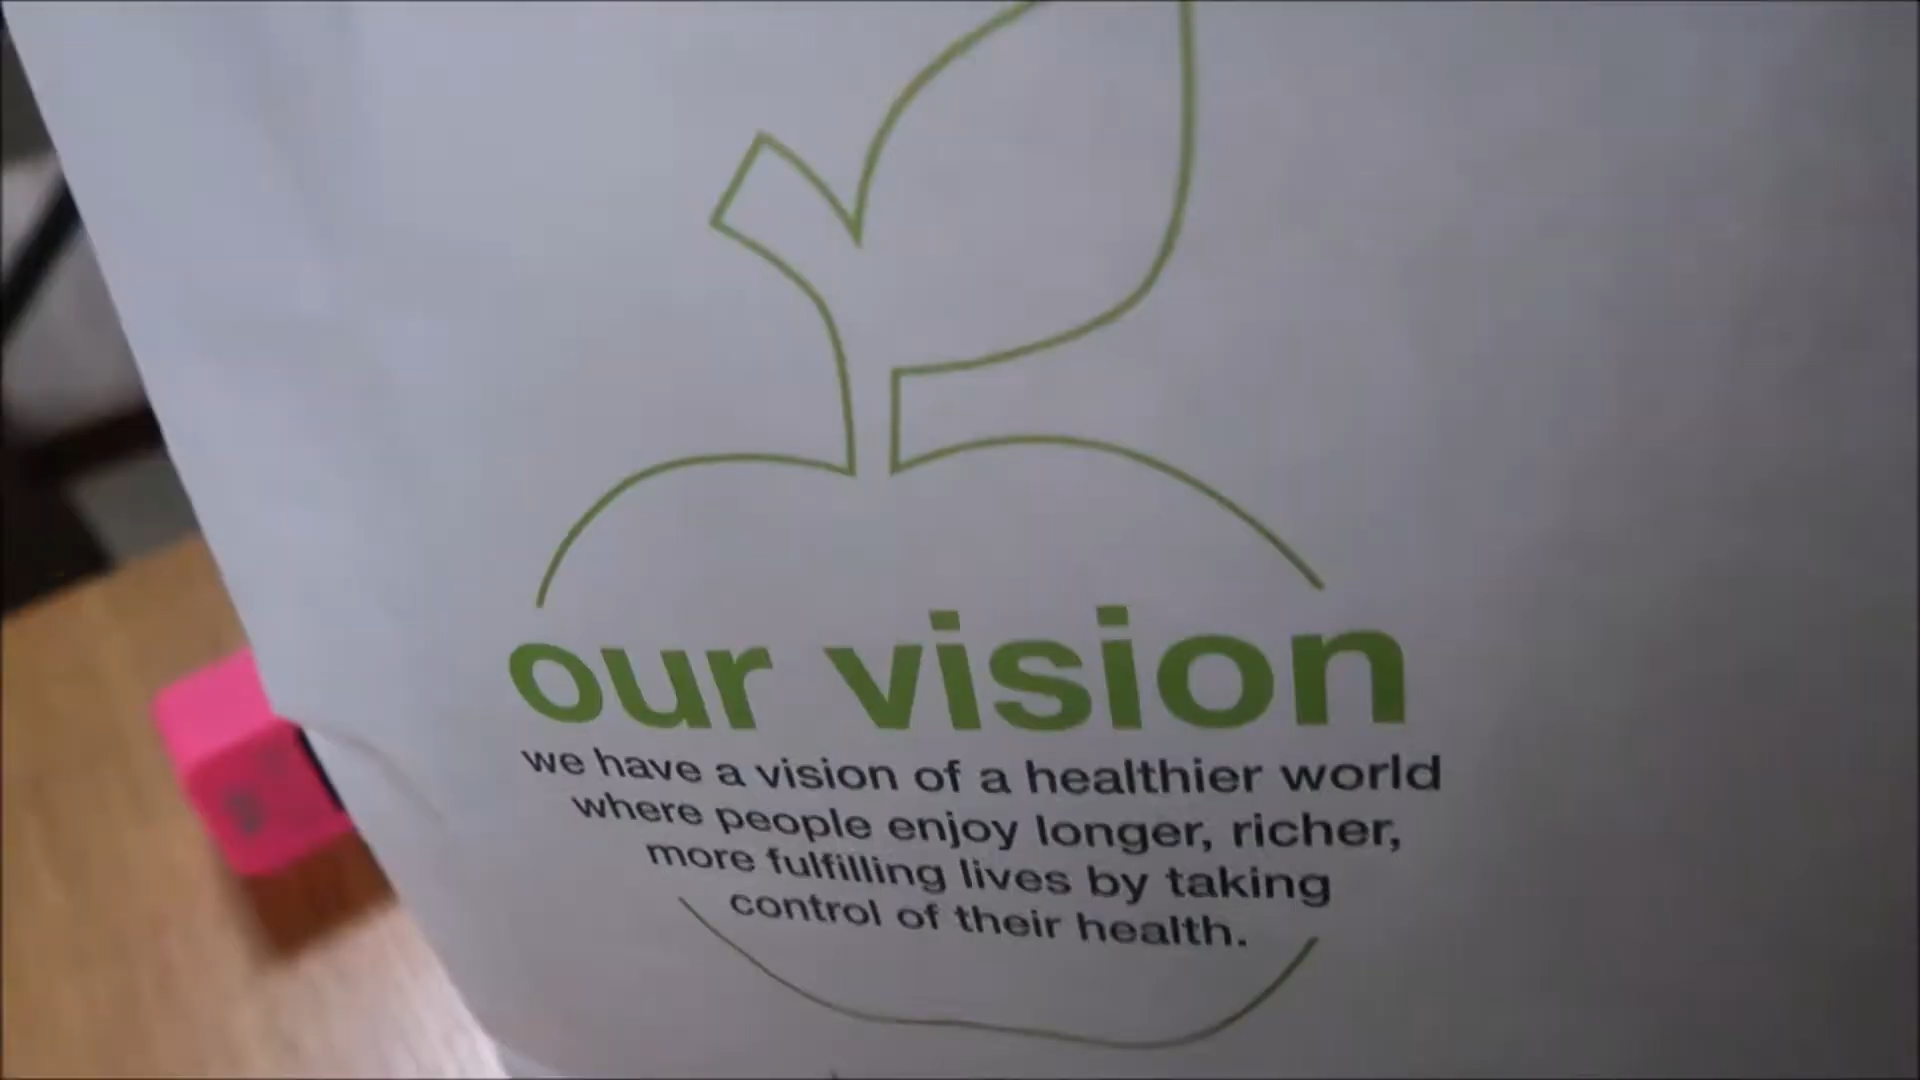 our vision
we have a vision of a healthier world
where people enjoy longer, richer,
more fulfilling lives by taking
control of their health.